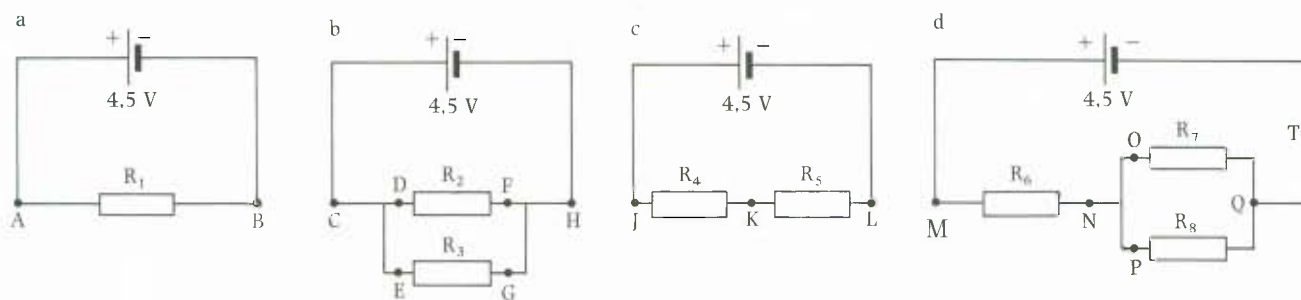 a
+ −
4,5 V
R₁
A
B
b
+ −
4,5 V
R₂
D
F
C
H
R₃
E
G
c
+ −
4,5 V
R₄
R₅
J
K
L
d
+ −
4,5 V
T
O
R₇
R₆
M
N
Q
R₈
P